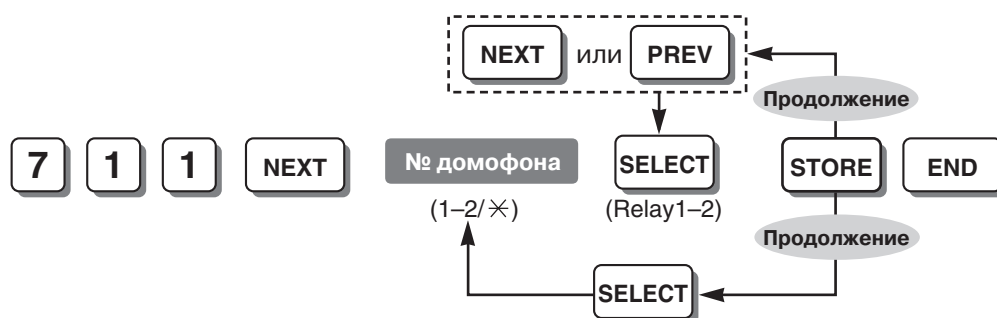 NEXT или PREV
Продолжение
7 1 1 NEXT № домофона SELECT STORE END
(1–2/✳) (Relay1–2)
Продолжение
SELECT